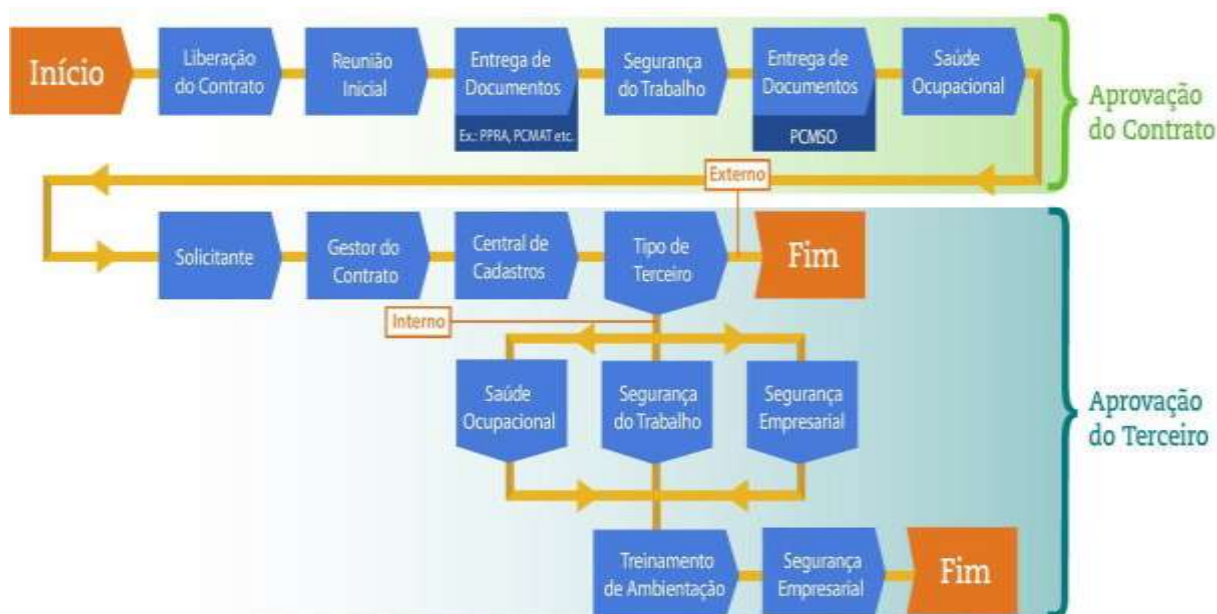 Início
Liberação
do Contrato
Reunião
Inicial
Entrega de
Documentos
Ex.: PPRA, PCMAT etc.
Segurança
do Trabalho
Entrega de
Documentos
PCMSO
Saúde
Ocupacional
Aprovação
do Contrato
Externo
Solicitante
Gestor do
Contrato
Central de
Cadastros
Tipo de
Terceiro
Fim
Interno
Saúde
Ocupacional
Segurança
do Trabalho
Segurança
Empresarial
Aprovação
do Terceiro
Treinamento
de Ambientação
Segurança
Empresarial
Fim